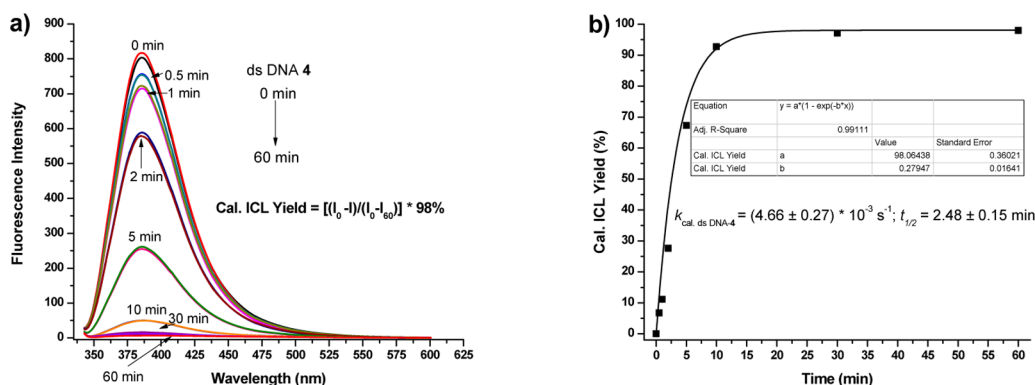 a)
900
800
700
600
500
400
300
200
100
0
Fluorescence Intensity
0 min
0.5 min
1 min
2 min
5 min
10 min
30 min
60 min
ds DNA 4
0 min
60 min
Cal. ICL Yield = [(I0 -I)/(I0-I60)] * 98%
350 375 400 425 450 475 500 525 550 575 600 625
Wavelength (nm)
b)
100
90
80
70
60
50
40
30
20
10
0
Cal. ICL Yield (%)
Equation y = a*(1 - exp(-b*x))
Adj. R-Square 0.99111
Value Standard Error
Cal. ICL Yield a 98.06438 0.36021
Cal. ICL Yield b 0.27947 0.01641
kcal. ds DNA-4 = (4.66 ± 0.27) * 10-3 s-1; t1/2 = 2.48 ± 0.15 min
0 5 10 15 20 25 30 35 40 45 50 55 60
Time (min)